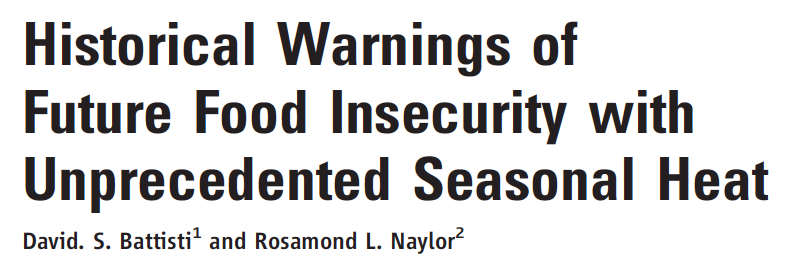 Historical Warnings of
Future Food Insecurity with
Unprecedented Seasonal Heat
David. S. Battisti¹ and Rosamond L. Naylor²